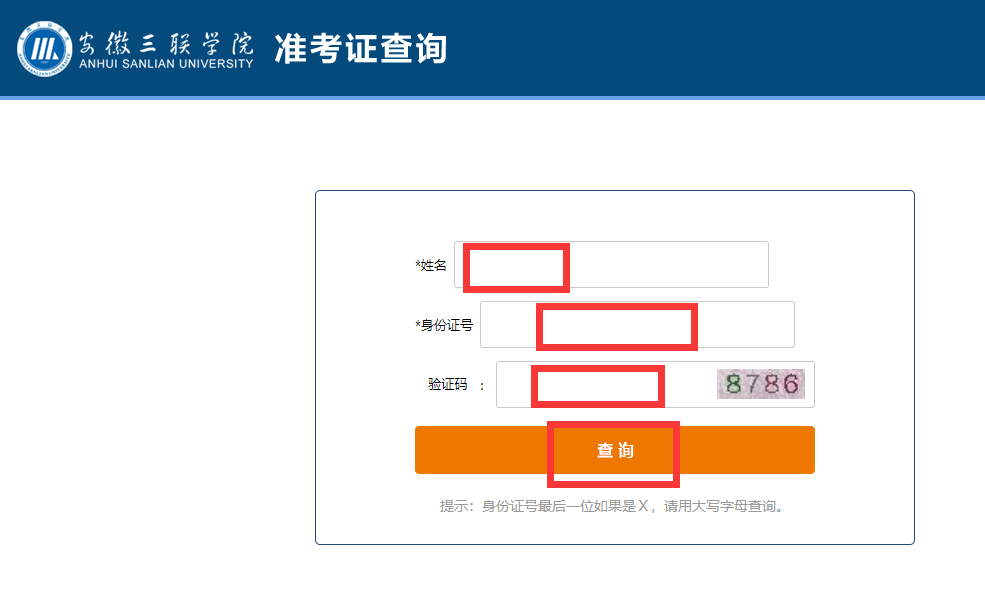 安徽三联学院
ANHUI SANLIAN UNIVERSITY
准考证查询
*姓名
*身份证号
验证码 ：
8786
查 询
提示：身份证号最后一位如果是X，请用大写字母查询。